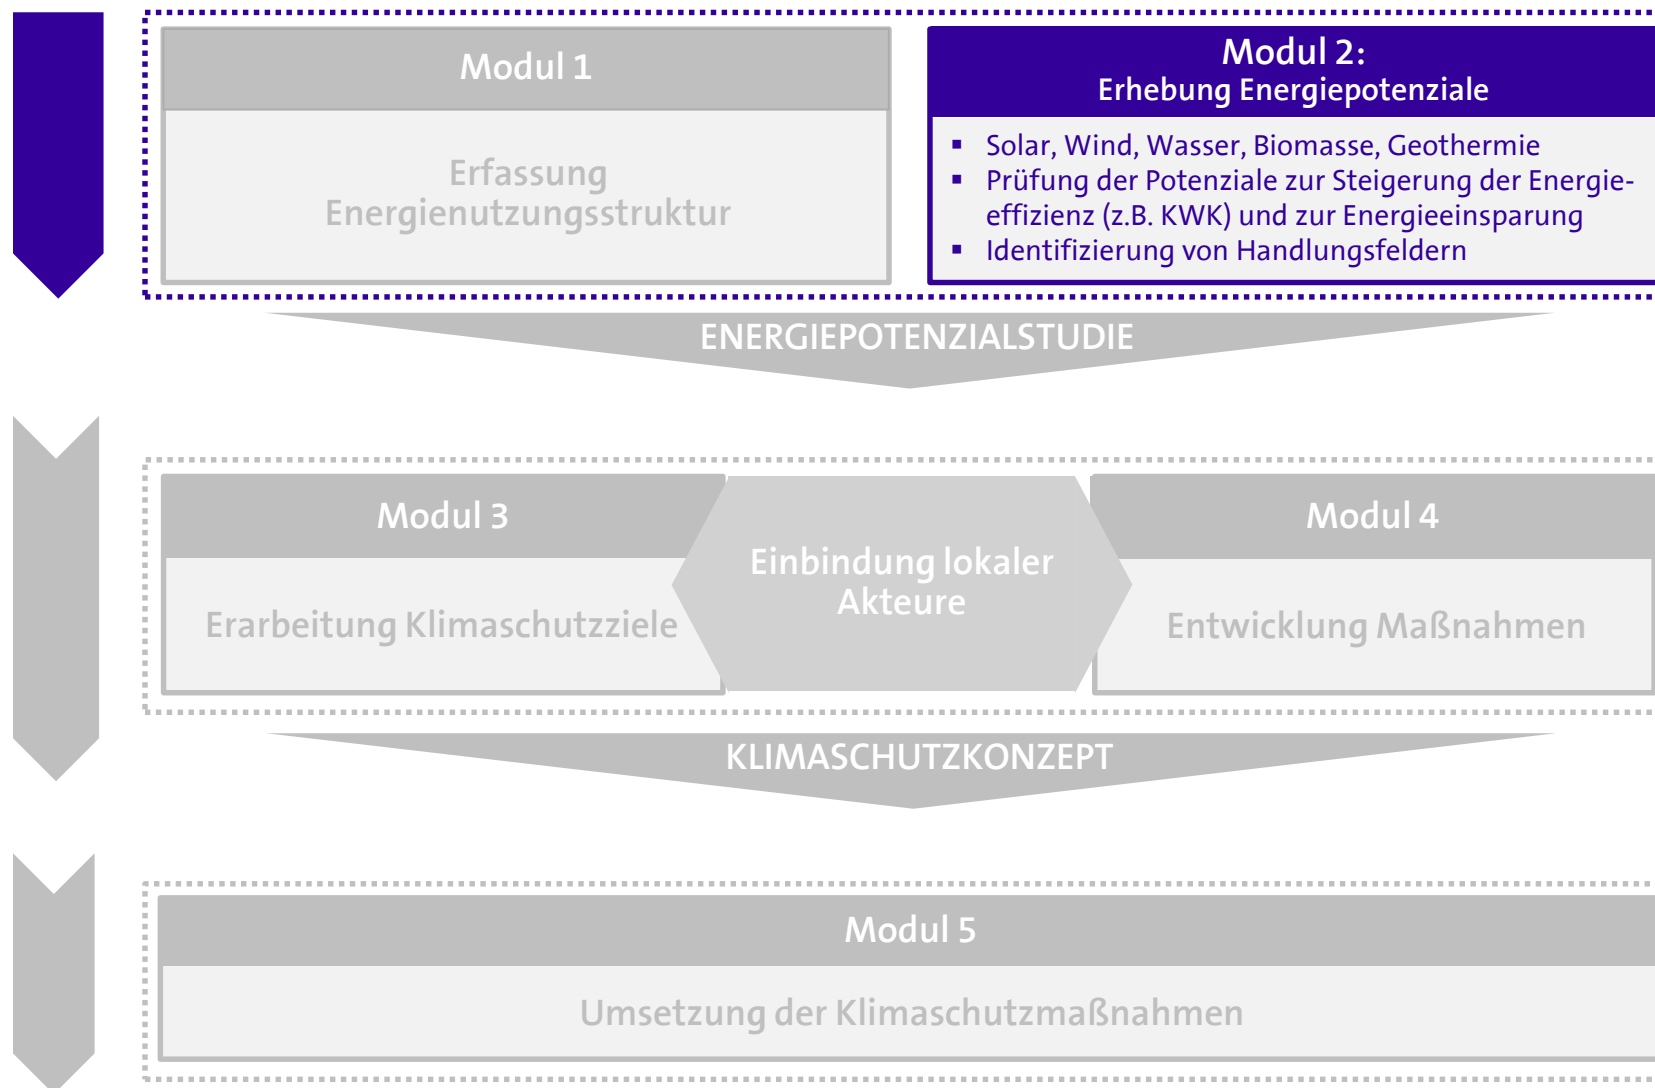 Modul 1
Erfassung
Energienutzungsstruktur
Modul 2:
Erhebung Energiepotenziale
▪ Solar, Wind, Wasser, Biomasse, Geothermie
▪ Prüfung der Potenziale zur Steigerung der Energie-
effizienz (z.B. KWK) und zur Energieeinsparung
▪ Identifizierung von Handlungsfeldern
ENERGIEPOTENZIALSTUDIE
Modul 3
Erarbeitung Klimaschutzziele
Einbindung lokaler
Akteure
Modul 4
Entwicklung Maßnahmen
KLIMASCHUTZKONZEPT
Modul 5
Umsetzung der Klimaschutzmaßnahmen